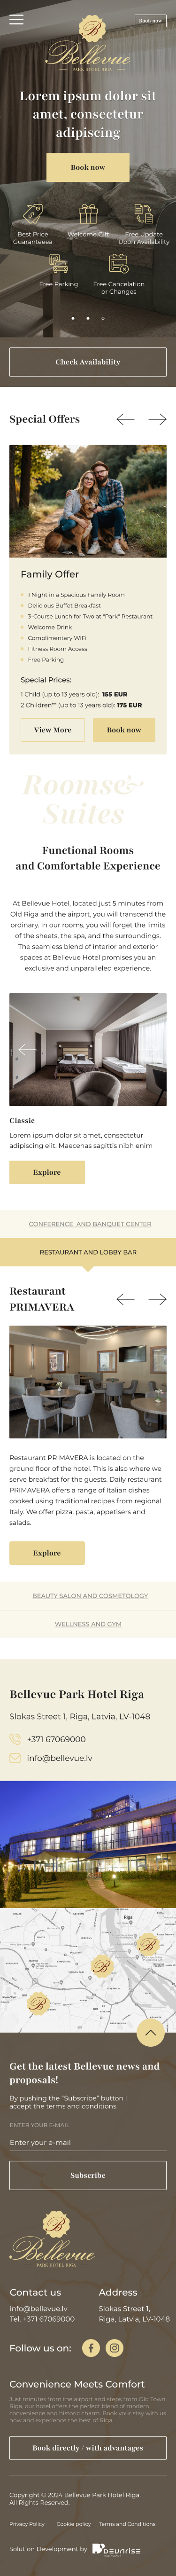 Book now
Bellevue
PARK HOTEL RIGA
Lorem ipsum dolor sit
amet, consectetur
adipiscing
Book now
Best Price
Guaranteeea
Welcome Gift
Free Update
Upon Availability
Free Parking
Free Cancelation
or Changes
Check Availability
Special Offers
Family Offer
1 Night in a Spacious Family Room
Delicious Buffet Breakfast
3-Course Lunch for Two at "Park" Restaurant
Welcome Drink
Complimentary WiFi
Fitness Room Access
Free Parking
Special Prices:
1 Child (up to 13 years old): 155 EUR
2 Children** (up to 13 years old): 175 EUR
View More
Book now
Rooms&
Suites
Functional Rooms
and Comfortable Experience
At Bellevue Hotel, located just 5 minutes from
Old Riga and the airport, you will transcend the
ordinary. In our rooms, you will forget the limits
of the sheets, the spa, and the surroundings.
The seamless blend of interior and exterior
spaces at Bellevue Hotel promises you an
exclusive and unparalleled experience.
Classic
Lorem ipsum dolor sit amet, consectetur
adipiscing elit. Maecenas sagittis nibh enim
Explore
CONFERENCE AND BANQUET CENTER
RESTAURANT AND LOBBY BAR
Restaurant
PRIMAVERA
Restaurant PRIMAVERA is located on the
ground floor of the hotel. This is also where we
serve breakfast for the guests. Daily restaurant
PRIMAVERA offers a range of Italian dishes
cooked using traditional recipes from regional
Italy. We offer pizza, pasta, appetisers and
salads.
Explore
BEAUTY SALON AND COSMETOLOGY
WELLNESS AND GYM
Bellevue Park Hotel Riga
Slokas Street 1, Riga, Latvia, LV-1048
+371 67069000
info@bellevue.lv
Riga
Get the latest Bellevue news and
proposals!
By pushing the "Subscribe" button I
accept the terms and conditions
ENTER YOUR E-MAIL
Enter your e-mail
Subscribe
Bellevue
PARK HOTEL RIGA
Contact us
info@bellevue.lv
Tel. +371 67069000
Address
Slokas Street 1,
Riga, Latvia, LV-1048
Follow us on:
Convenience Meets Comfort
Just minutes from the airport and steps from Old Town
Riga, our hotel offers the perfect blend of modern
convenience and historic charm. Book your stay with us
now and experience the best of Riga.
Book directly / with advantages
Copyright © 2024 Bellevue Park Hotel Riga.
All Rights Reserved.
Privacy Policy
Cookie policy
Terms and Conditions
Solution Development by